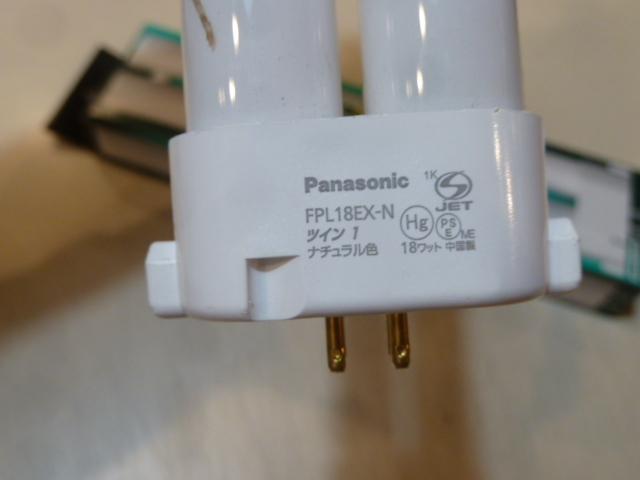 Panasonic 1K S
JET
FPL18EX-N Hg PS E ME
ツイン 1
ナチュラル色 18ワット 中国製